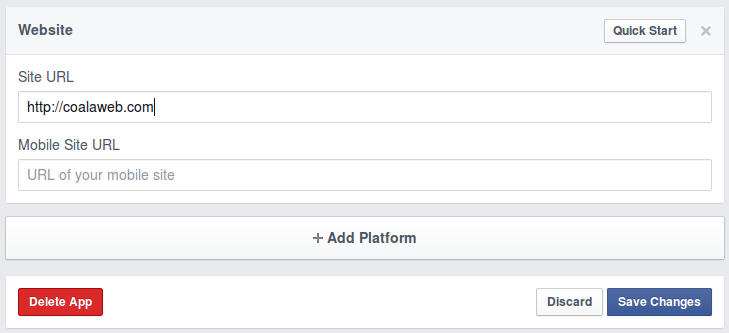 Website
Quick Start ×
Site URL
http://coalaweb.com
Mobile Site URL
URL of your mobile site
+ Add Platform
Delete App
Discard
Save Changes